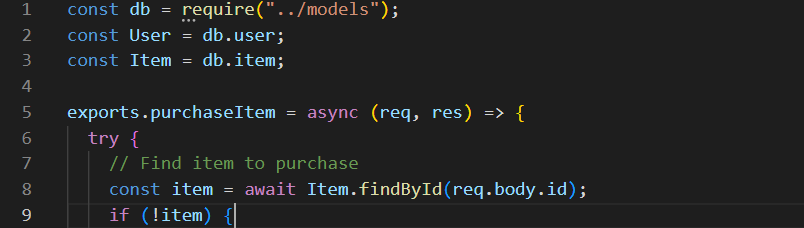 1 const db = require("../models");
2 const User = db.user;
3 const Item = db.item;
4
5 exports.purchaseItem = async (req, res) => {
6   try {
7     // Find item to purchase
8     const item = await Item.findById(req.body.id);
9     if (!item) {